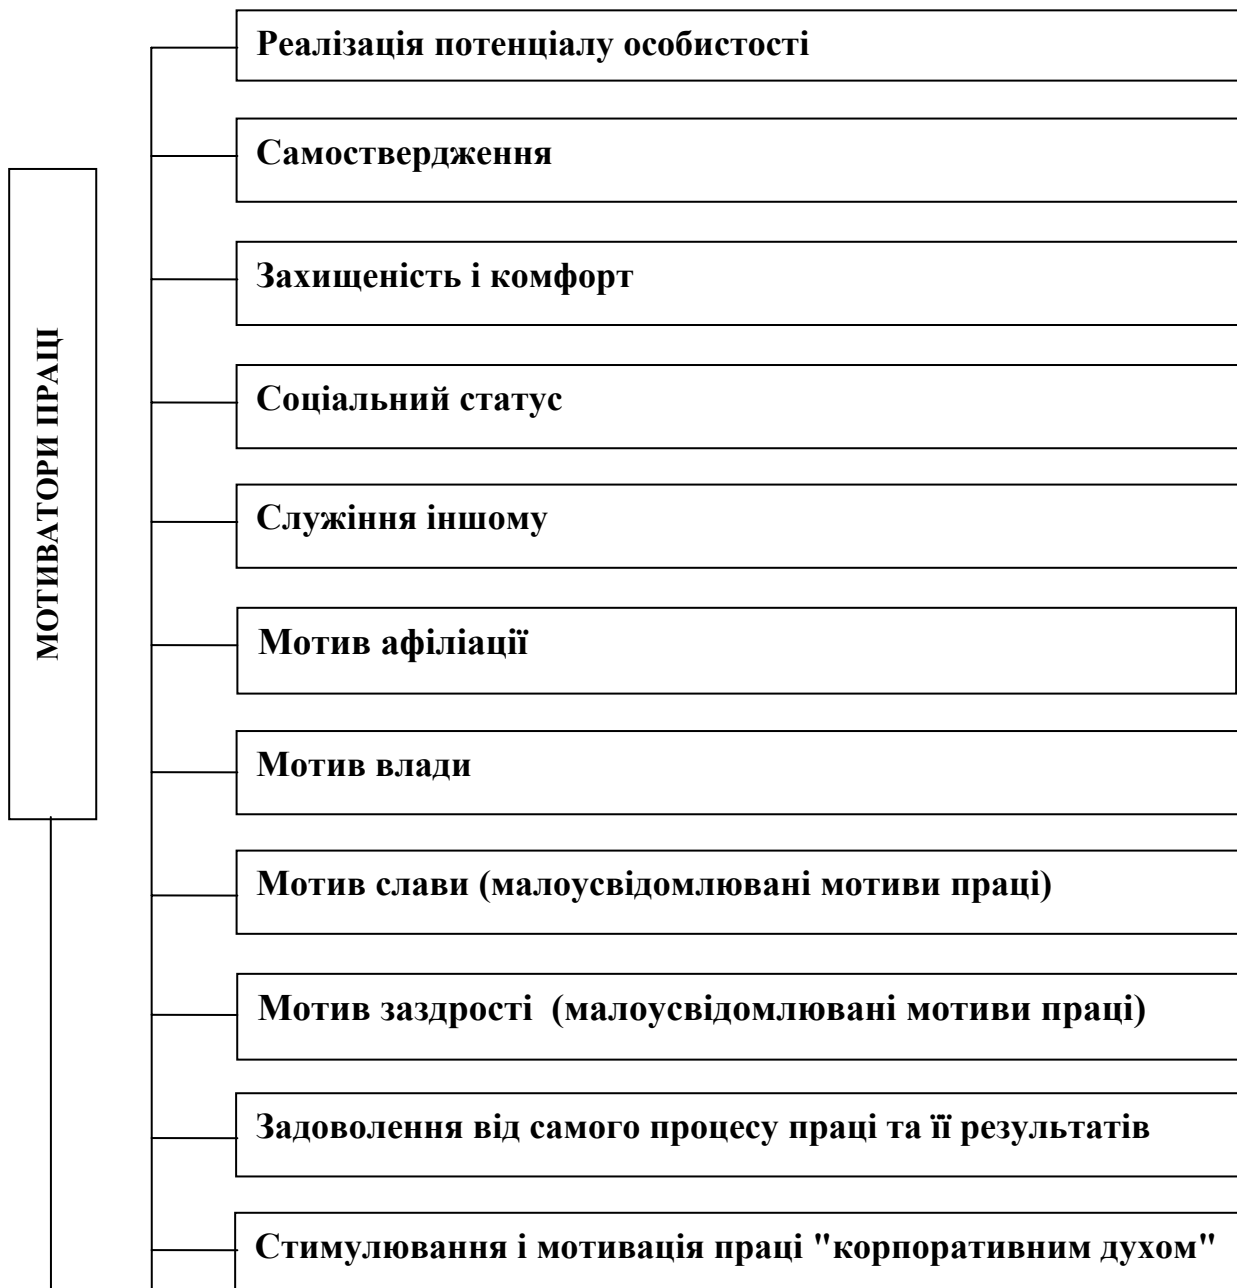 МОТИВАТОРИ ПРАЦІ
Реалізація потенціалу особистості
Самоствердження
Захищеність і комфорт
Соціальний статус
Служіння іншому
Мотив афіліації
Мотив влади
Мотив слави (малоусвідомлювані мотиви праці)
Мотив заздрості (малоусвідомлювані мотиви праці)
Задоволення від самого процесу праці та її результатів
Стимулювання і мотивація праці "корпоративним духом"